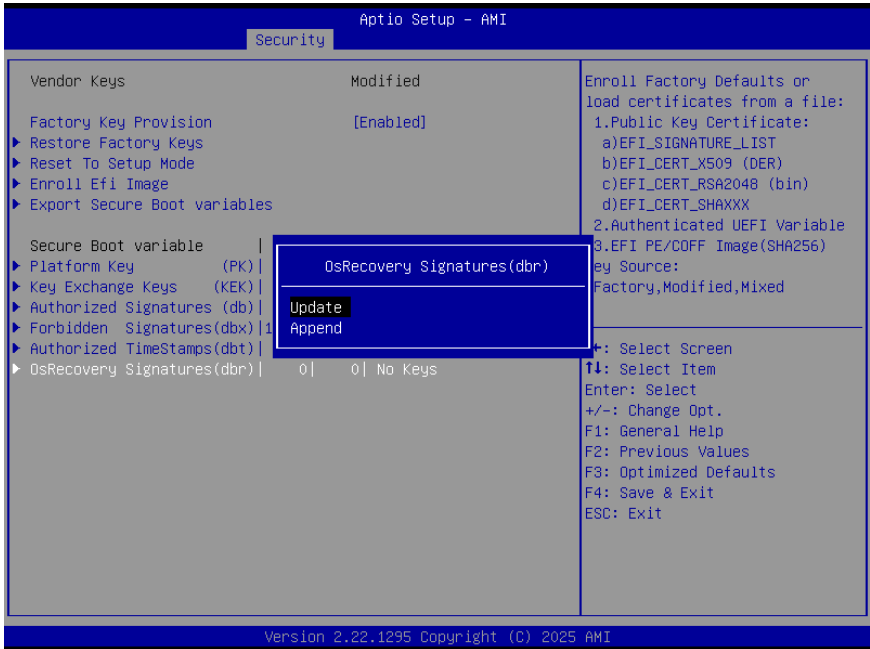 Aptio Setup – AMI
Security
Vendor Keys Modified
Factory Key Provision [Enabled]
Restore Factory Keys
Reset To Setup Mode
Enroll Efi Image
Export Secure Boot variables
Secure Boot variable |
Platform Key (PK)|
Key Exchange Keys (KEK)|
Authorized Signatures (db)|
Forbidden Signatures(dbx)|1
Authorized TimeStamps(dbt)|
OsRecovery Signatures(dbr)| 0| 0| No Keys
OsRecovery Signatures(dbr)
Update
Append
Enroll Factory Defaults or
load certificates from a file:
1.Public Key Certificate:
a)EFI_SIGNATURE_LIST
b)EFI_CERT_X509 (DER)
c)EFI_CERT_RSA2048 (bin)
d)EFI_CERT_SHAXXX
2.Authenticated UEFI Variable
3.EFI PE/COFF Image(SHA256)
ey Source:
Factory,Modified,Mixed
: Select Screen
↑↓: Select Item
Enter: Select
+/-: Change Opt.
F1: General Help
F2: Previous Values
F3: Optimized Defaults
F4: Save & Exit
ESC: Exit
Version 2.22.1295 Copyright (C) 2025 AMI